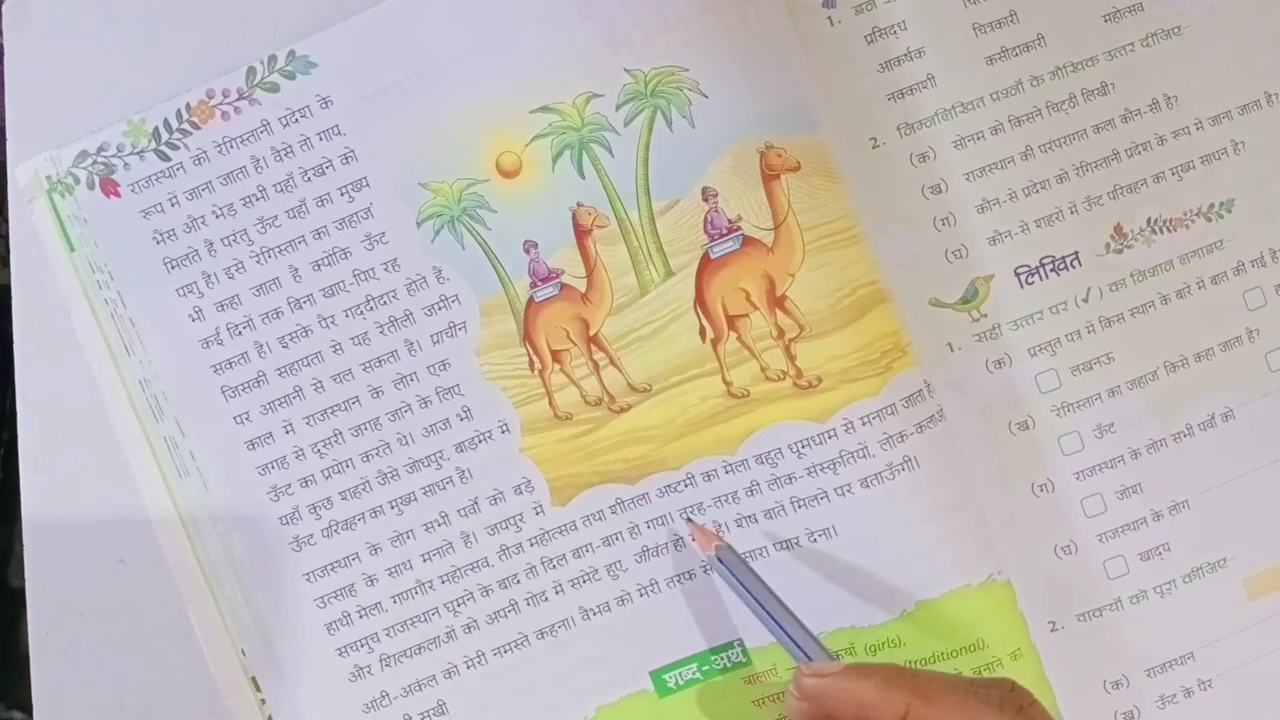 राजस्थान को रेगिस्तानी प्रदेश के
रूप में जाना जाता है। वैसे तो गाय,
भैंस और भेड़ सभी यहाँ देखने को
मिलते हैं परंतु ऊँट यहाँ का मुख्य
पशु है। इसे 'रेगिस्तान का जहाज'
भी कहा जाता है क्योंकि ऊँट
कई दिनों तक बिना खाए-पिए रह
सकता है। इसके पैर गद्दीदार होते हैं,
जिसकी सहायता से यह रेतीली जमीन
पर आसानी से चल सकता है। प्राचीन
काल में राजस्थान के लोग एक
जगह से दूसरी जगह जाने के लिए
ऊँट का प्रयोग करते थे। आज भी
यहाँ कुछ शहरों जैसे जोधपुर, बाड़मेर में
ऊँट परिवहन का मुख्य साधन है।
राजस्थान के लोग सभी पर्वों को बड़े
उत्साह के साथ मनाते हैं। जयपुर में
हाथी मेला, गणगौर महोत्सव, तीज महोत्सव तथा शीतला अष्टमी का मेला बहुत धूमधाम से मनाया जाता है।
सचमुच राजस्थान घूमने के बाद तो दिल बाग-बाग हो गया। तरह-तरह की लोक-संस्कृतियों, लोक-कलाओं
और शिल्पकलाओं को अपनी गोद में समेटे हुए, जीवंत हो है। शेष बातें मिलने पर बताऊँगी।
आंटी-अकंल को मेरी नमस्ते कहना। वैभव को मेरी तरफ से सारा प्यार देना।
सखी
शब्द-अर्थ
बालाएँ (girls),
(traditional),
बनाने का
1.
प्रसिद्ध चित्रकारी महोत्सव
आकर्षक कसीदाकारी
नक्काशी
2. निम्नलिखित प्रश्नों के मौखिक उत्तर दीजिए-
(क) सोनम को किसने चिट्ठी लिखी?
(ख) राजस्थान की परंपरागत कला कौन-सी है?
(ग) कौन-से प्रदेश को रेगिस्तानी प्रदेश के रूप में जाना जाता है?
(घ) कौन-से शहरों में ऊँट परिवहन का मुख्य साधन है?
लिखित
1. सही उत्तर पर (✓) का निशान लगाइए-
(क) प्रस्तुत पत्र में किस स्थान के बारे में बात की गई है
लखनऊ
(ख) 'रेगिस्तान का जहाज' किसे कहा जाता है?
ऊँट
(ग) राजस्थान के लोग सभी पर्वों को
जोश
(घ) राजस्थान के लोग
खाद्य
2. वाक्यों को पूरा कीजिए-
(क) राजस्थान
(ख) ऊँट के पैर